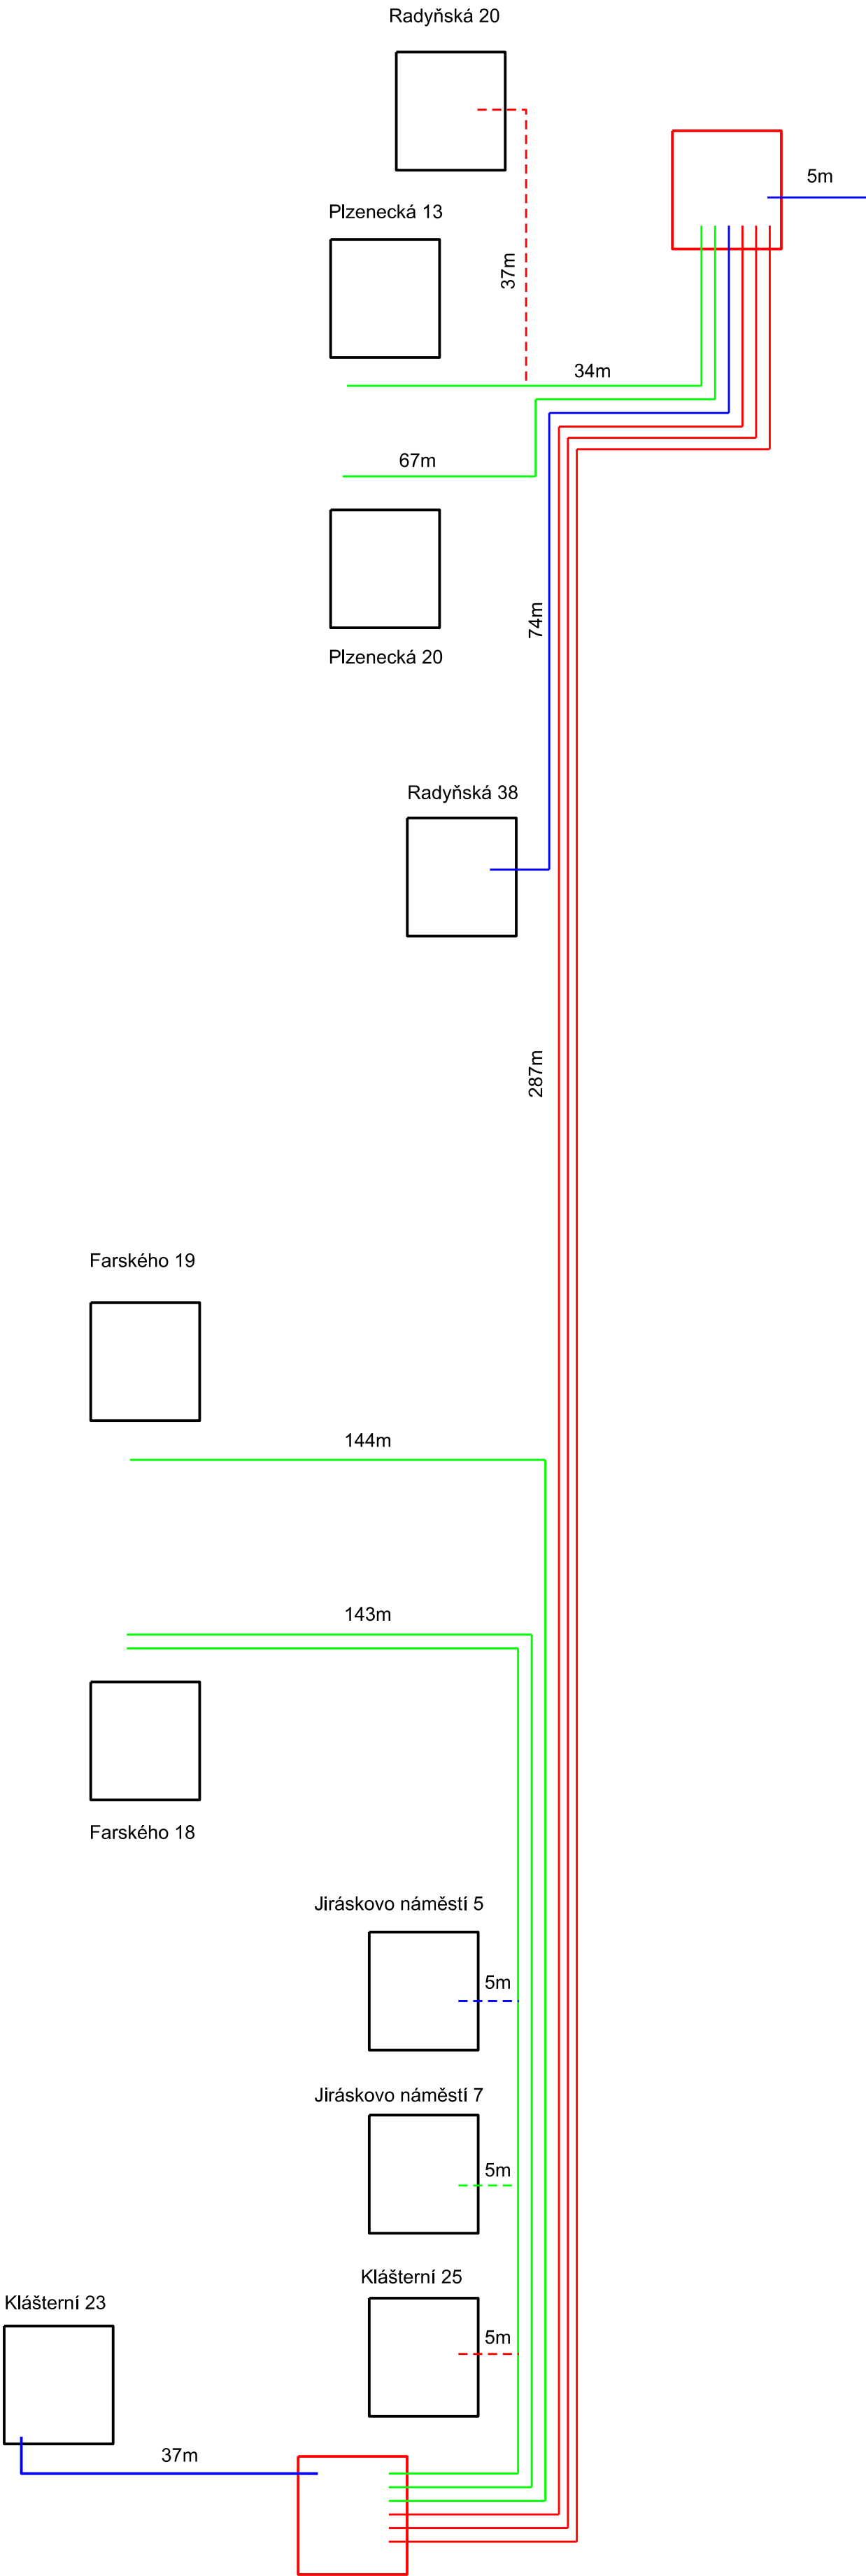 Radyňská 20
5m
Plzenecká 13
37m
34m
67m
74m
Plzenecká 20
Radyňská 38
287m
Farského 19
144m
143m
Farského 18
Jiráskovo náměstí 5
5m
Jiráskovo náměstí 7
5m
Klášterní 25
Klášterní 23
5m
37m